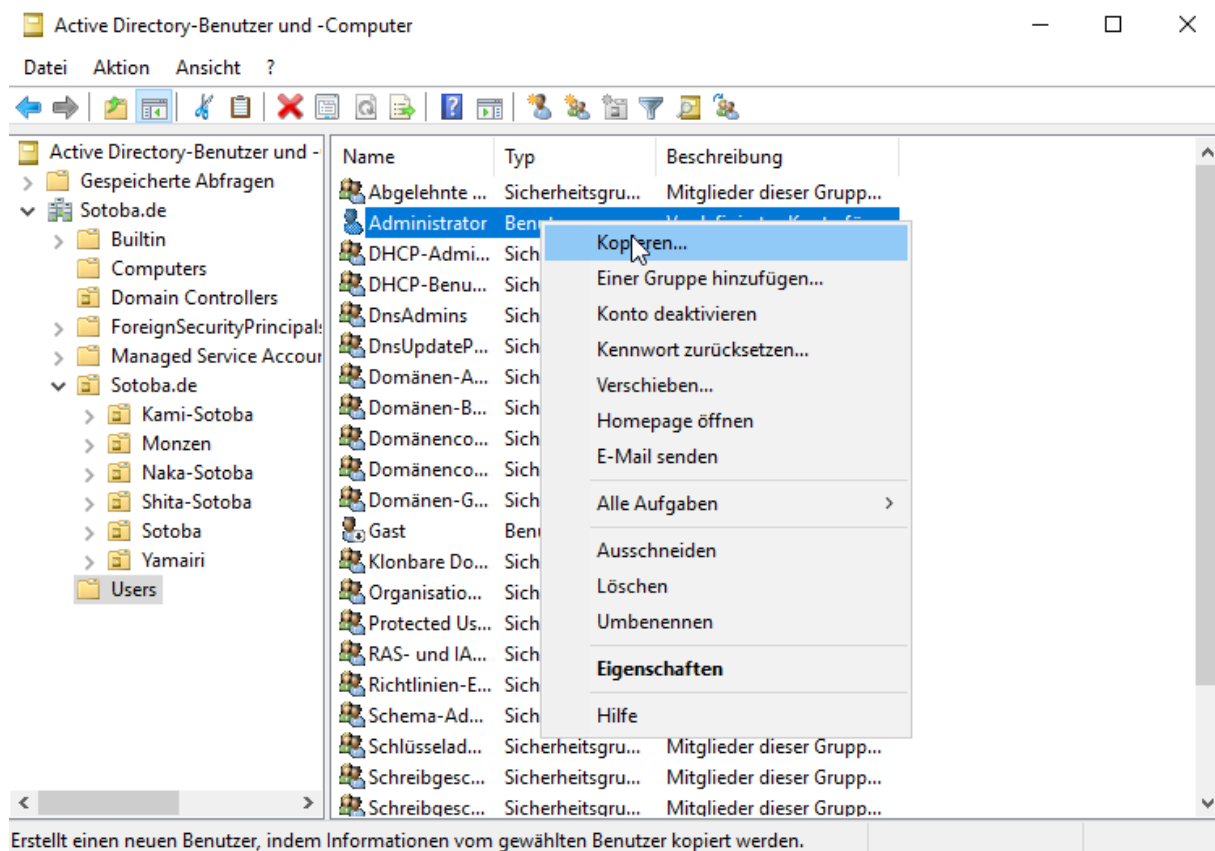 Active Directory-Benutzer und -Computer
Datei Aktion Ansicht ?
Active Directory-Benutzer und -
Gespeicherte Abfragen
Sotoba.de
Builtin
Computers
Domain Controllers
ForeignSecurityPrincipals
Managed Service Accour
Sotoba.de
Kami-Sotoba
Monzen
Naka-Sotoba
Shita-Sotoba
Sotoba
Yamairi
Users
Name Typ Beschreibung
Abgelehnte ... Sicherheitsgru... Mitglieder dieser Grupp...
Administrator
DHCP-Admi... Sich
DHCP-Benu... Sich
DnsAdmins Sich
DnsUpdateP... Sich
Domänen-A... Sich
Domänen-B... Sich
Domänenco... Sich
Domänenco... Sich
Domänen-G... Sich
Gast Benu
Klonbare Do... Sich
Organisatio... Sich
Protected Us... Sich
RAS- und IA... Sich
Richtlinien-E... Sich
Schema-Ad... Sich
Schlüsselad... Sicherheitsgru... Mitglieder dieser Grupp...
Schreibgesc... Sicherheitsgru... Mitglieder dieser Grupp...
Schreibgesc... Sicherheitsgru... Mitglieder dieser Grupp...
Kopieren...
Einer Gruppe hinzufügen...
Konto deaktivieren
Kennwort zurücksetzen...
Verschieben...
Homepage öffnen
E-Mail senden
Alle Aufgaben
Ausschneiden
Löschen
Umbenennen
Eigenschaften
Hilfe
Erstellt einen neuen Benutzer, indem Informationen vom gewählten Benutzer kopiert werden.